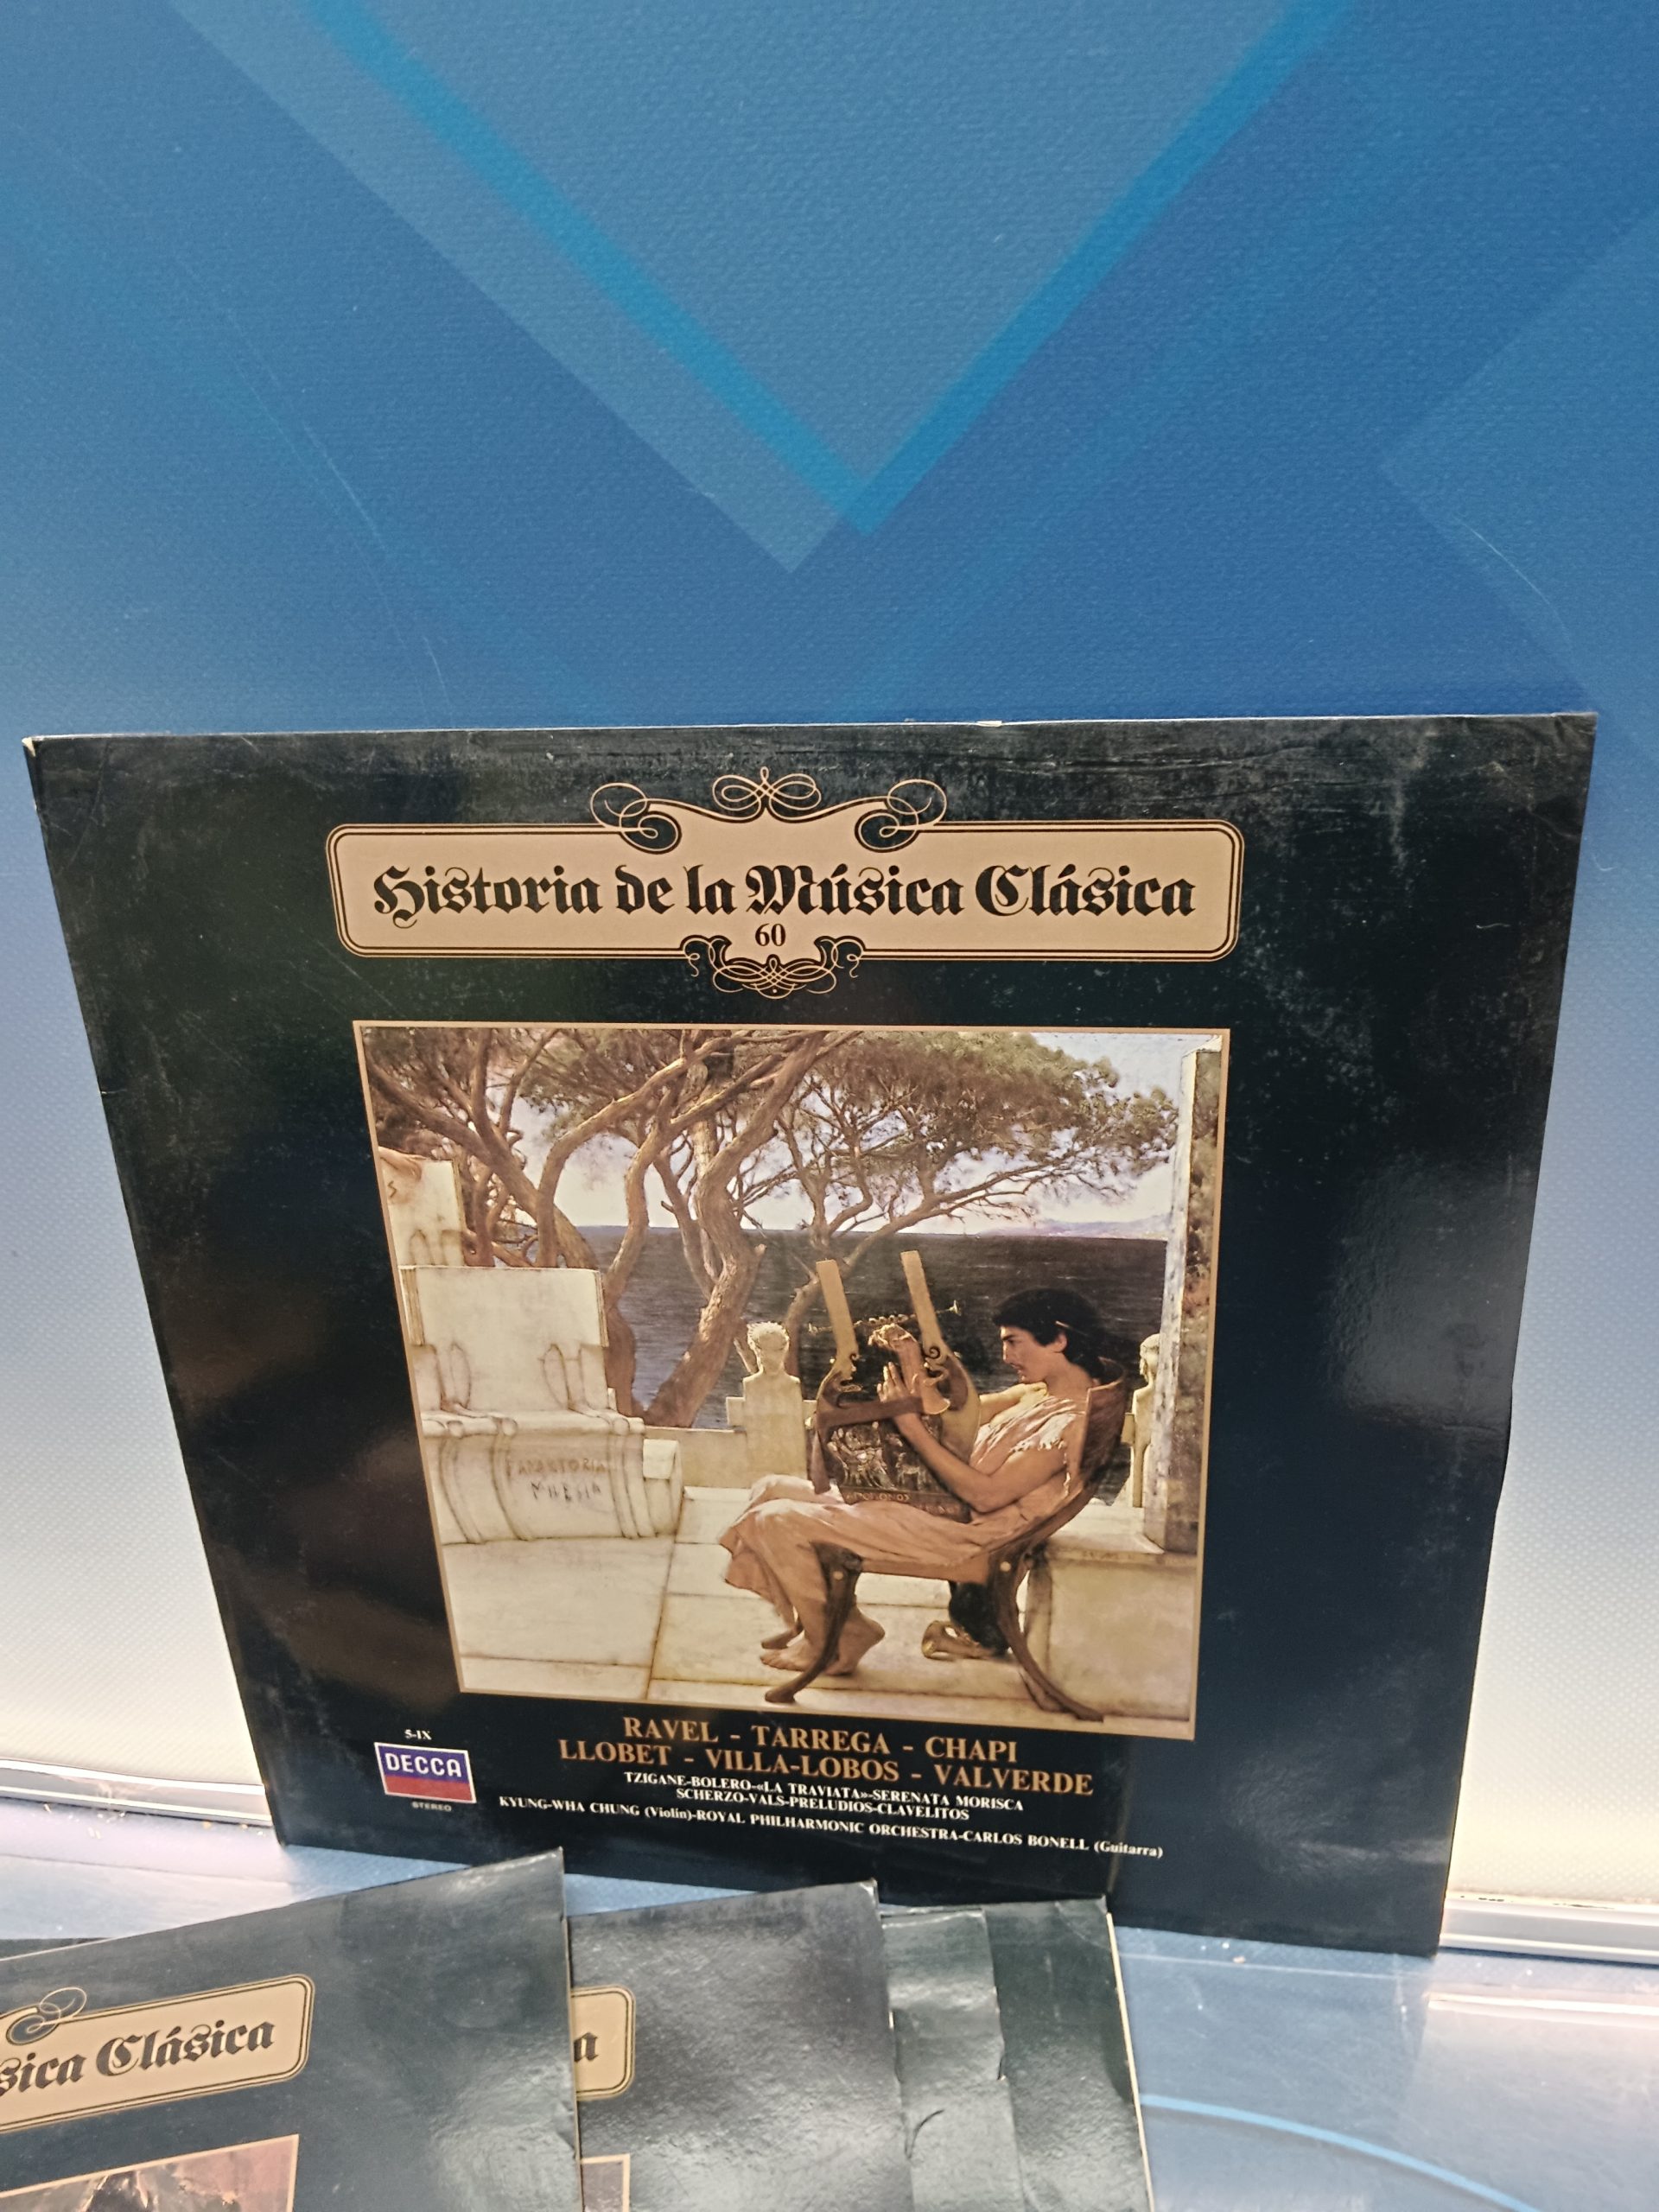 Historia de la Música Clásica
60
RAVEL - TARREGA - CHAPI
LLOBET - VILLA-LOBOS - VALVERDE
TZIGANE-BOLERO-«LA TRAVIATA»-SERENATA MORISCA
SCHERZO-VALS-PRELUDIOS-CLAVELITOS
KYUNG-WHA CHUNG (Violín)-ROYAL PHILHARMONIC ORCHESTRA-CARLOS BONELL (Guitarra)
5-IX
DECCA
STEREO
sica Clásica
a